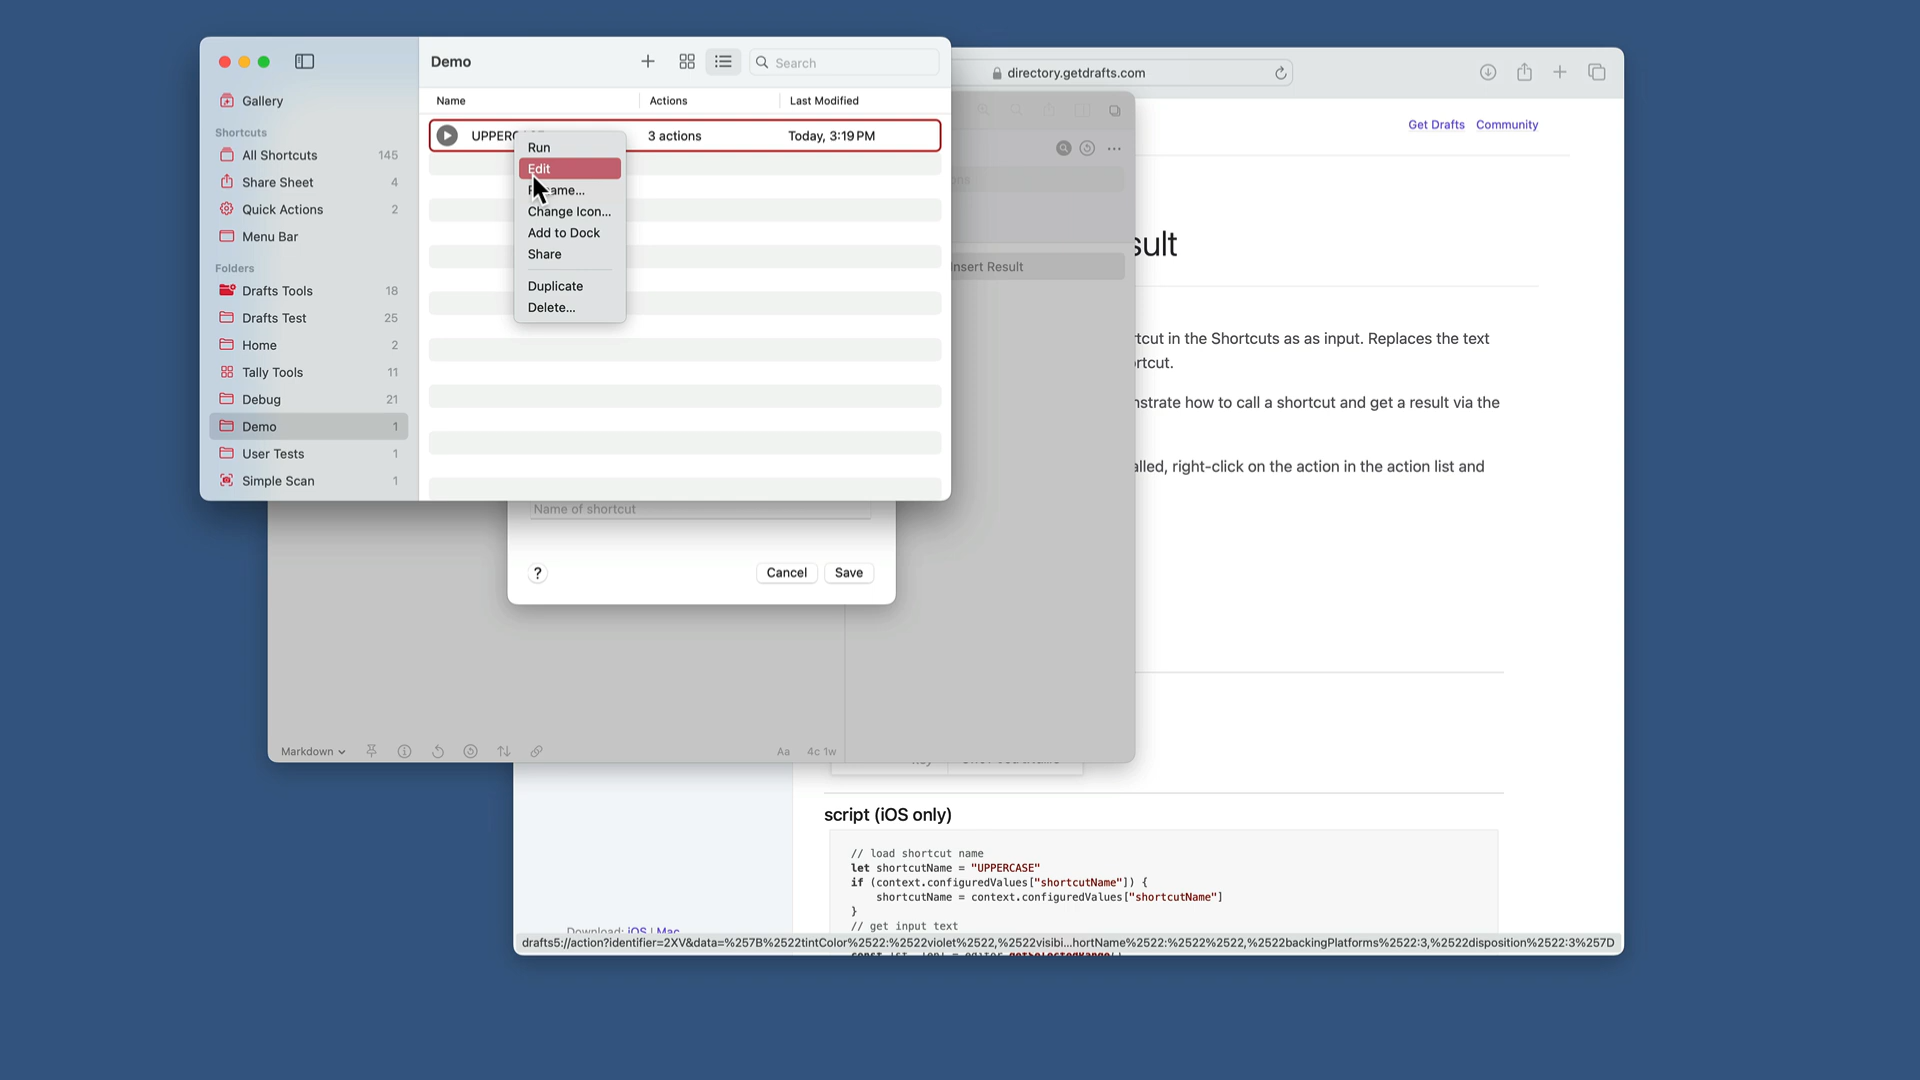 Demo
Search
Gallery
Shortcuts
All Shortcuts 145
Share Sheet 4
Quick Actions 2
Menu Bar
Folders
Drafts Tools 18
Drafts Test 25
Home 2
Tally Tools 11
Debug 21
Demo 1
User Tests 1
Simple Scan 1
Name Actions Last Modified
3 actions Today, 3:19 PM
Run
Edit
Change Icon...
Add to Dock
Share
Duplicate
Delete...
Name of shortcut
?
Cancel Save
Insert Result
Markdown
Aa 4c 1w
directory.getdrafts.com
Get Drafts Community
sult
rtcut in the Shortcuts as as input. Replaces the text
rtcut.
nstrate how to call a shortcut and get a result via the
alled, right-click on the action in the action list and
script (iOS only)
// load shortcut name
let shortcutName = "UPPERCASE"
if (context.configuredValues["shortcutName"]) {
shortcutName = context.configuredValues["shortcutName"]
}
// get input text
Download: iOS | Mac
drafts5://action?identifier=2XV&data=%257B%2522tintColor%2522:%2522violet%2522,%2522visibi...hortName%2522:%2522%2522,%2522backingPlatforms%2522:3,%2522disposition%2522:3%257D